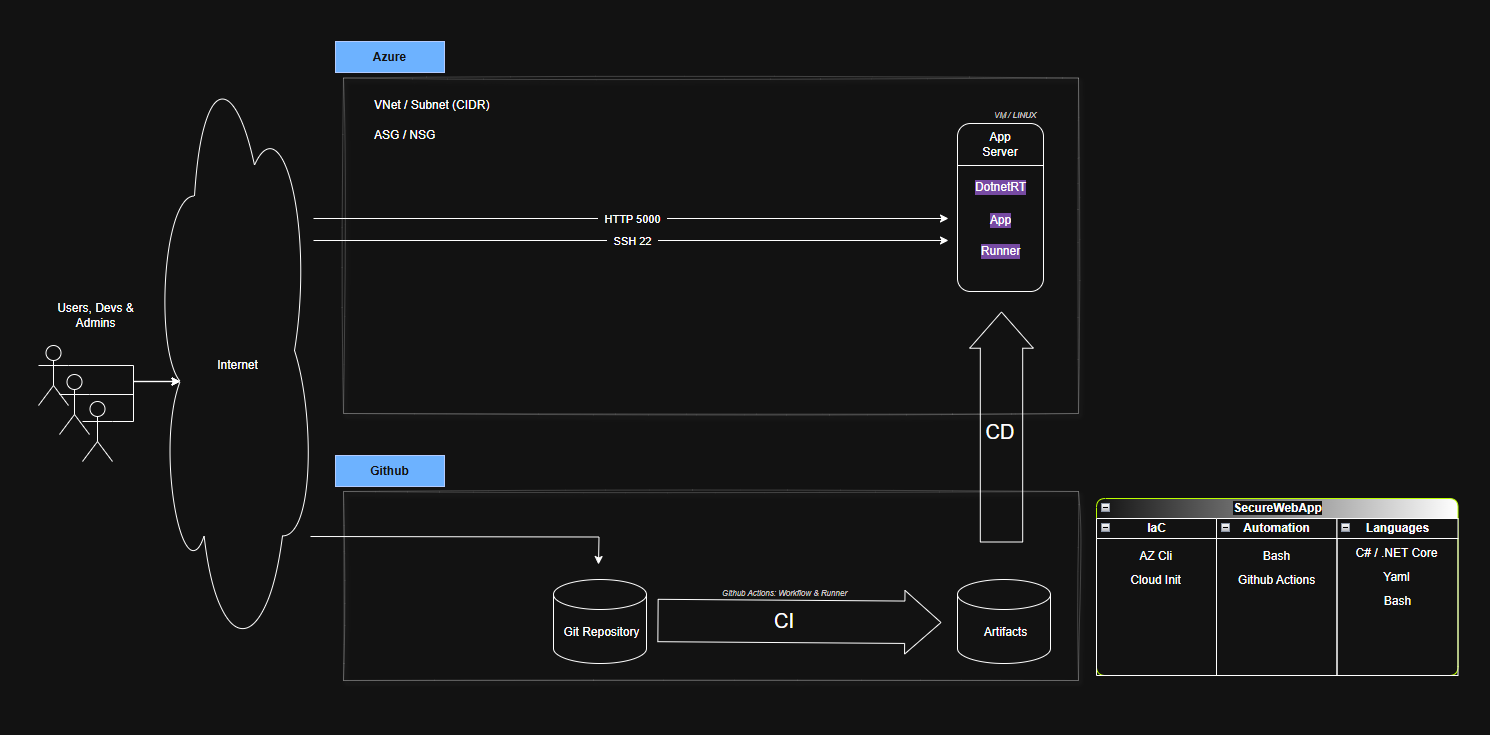 Azure
VNet / Subnet (CIDR)
ASG / NSG
VM / LINUX
App
Server
DotnetRT
App
Runner
HTTP 5000
SSH 22
Users, Devs &
Admins
Internet
CD
Github
Git Repository
Github Actions: Workflow & Runner
CI
Artifacts
SecureWebApp
IaC
AZ Cli
Cloud Init
Automation
Bash
Github Actions
Languages
C# / .NET Core
Yaml
Bash